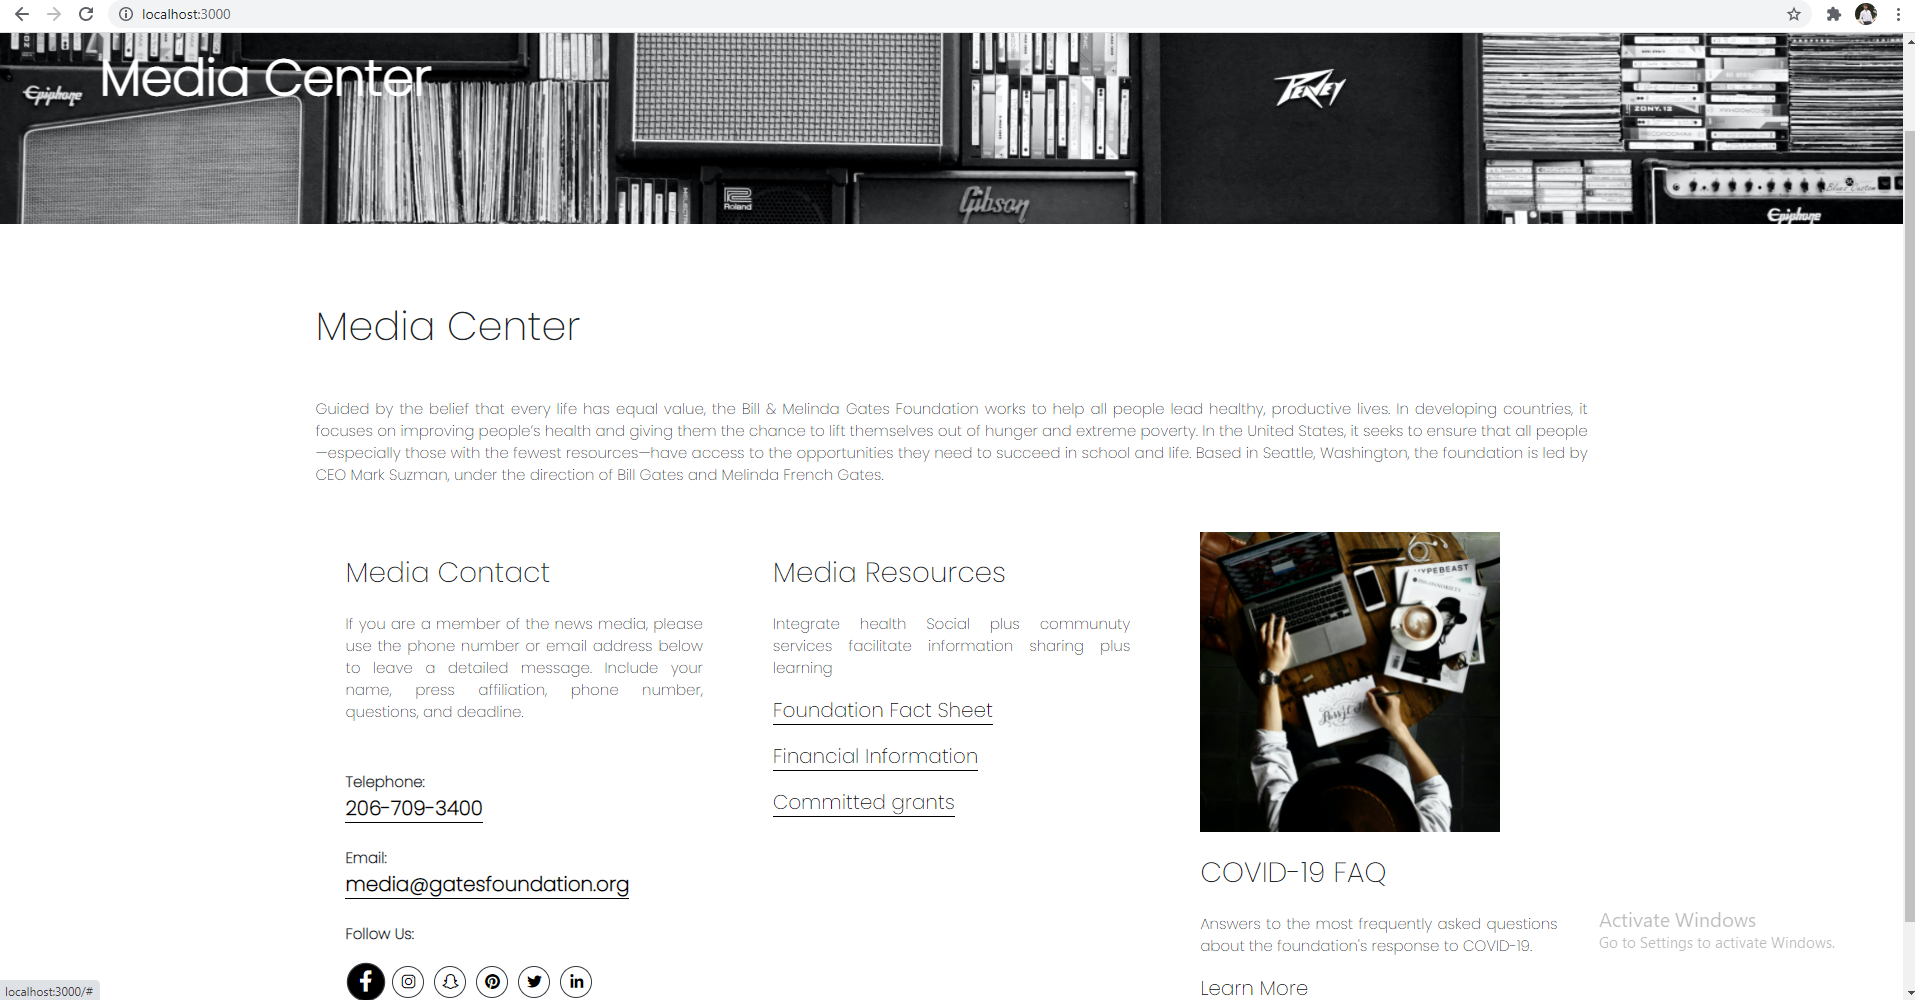 localhost:3000
Media Center
Epiphone
PEAVEY
ZONY.13
Roland
Gibson
Blues Custom
Epiphone
Media Center
Guided by the belief that every life has equal value, the Bill & Melinda Gates Foundation works to help all people lead healthy, productive lives. In developing countries, it
focuses on improving people's health and giving them the chance to lift themselves out of hunger and extreme poverty. In the United States, it seeks to ensure that all people
—especially those with the fewest resources—have access to the opportunities they need to succeed in school and life. Based in Seattle, Washington, the foundation is led by
CEO Mark Suzman, under the direction of Bill Gates and Melinda French Gates.
Media Contact
If you are a member of the news media, please
use the phone number or email address below
to leave a detailed message. Include your
name, press affiliation, phone number,
questions, and deadline.
Telephone:
206-709-3400
Email:
media@gatesfoundation.org
Follow Us:
Media Resources
Integrate health Social plus communuty
services facilitate information sharing plus
learning
Foundation Fact Sheet
Financial Information
Committed grants
HYPEBEAST
COVID-19 FAQ
Answers to the most frequently asked questions
about the foundation's response to COVID-19.
Learn More
Activate Windows
Go to Settings to activate Windows.
localhost:3000/#